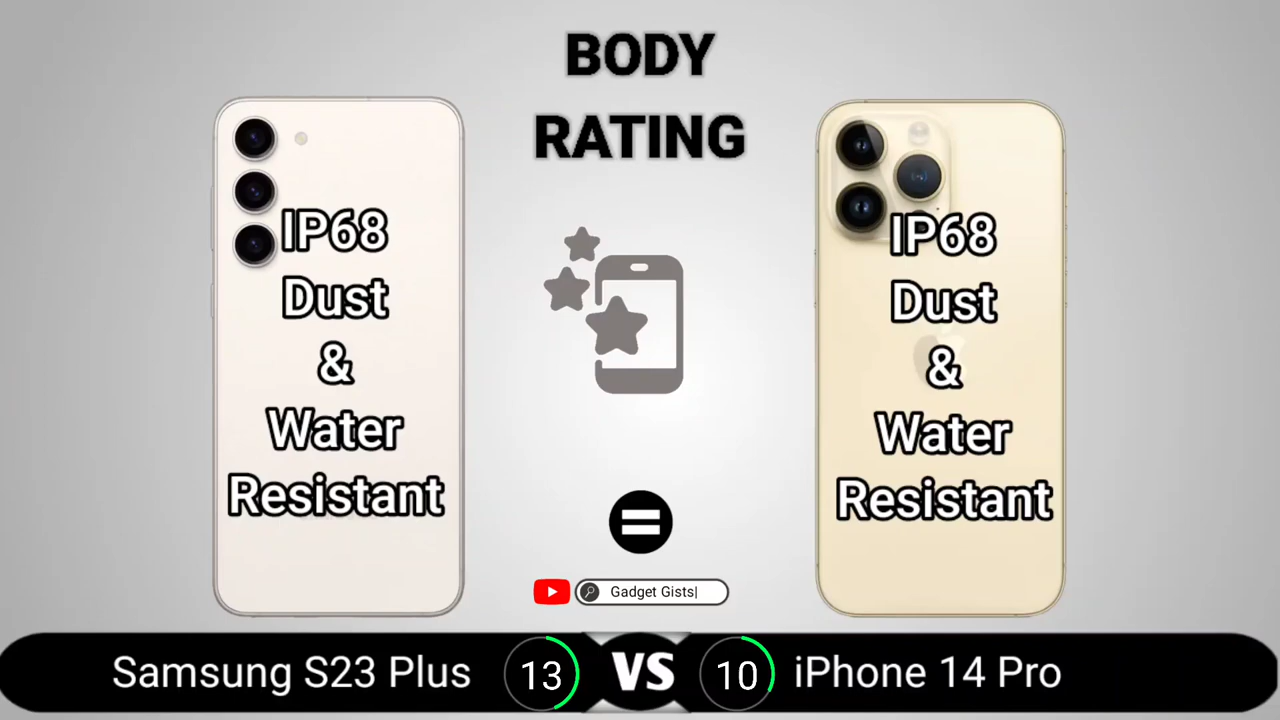 BODY
RATING
IP68
Dust
&
Water
Resistant
IP68
Dust
&
Water
Resistant
Gadget Gists|
Samsung S23 Plus 13 VS 10 iPhone 14 Pro